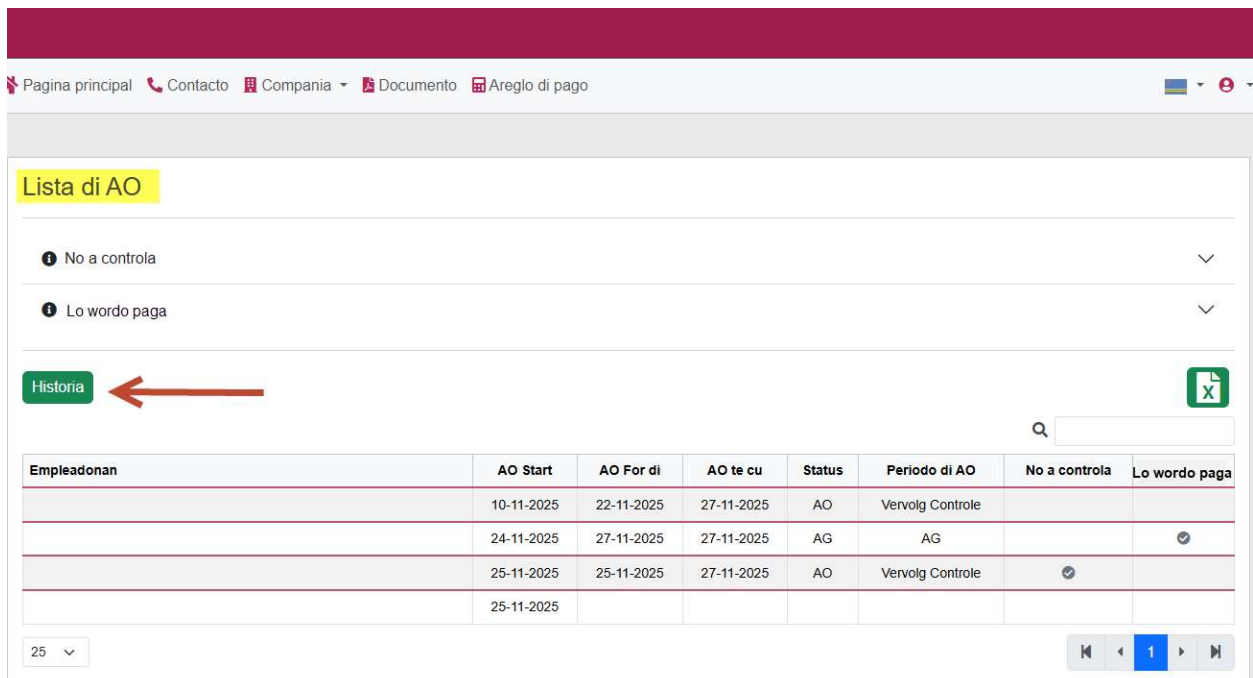 Pagina principal Contacto Compania Documento Areglo di pago
Lista di AO
No a controla
Lo wordo paga
Historia
Empleadonan AO Start AO For di AO te cu Status Periodo di AO No a controla Lo wordo paga
10-11-2025 22-11-2025 27-11-2025 AO Vervolg Controle
24-11-2025 27-11-2025 27-11-2025 AG AG
25-11-2025 25-11-2025 27-11-2025 AO Vervolg Controle
25-11-2025
25 1